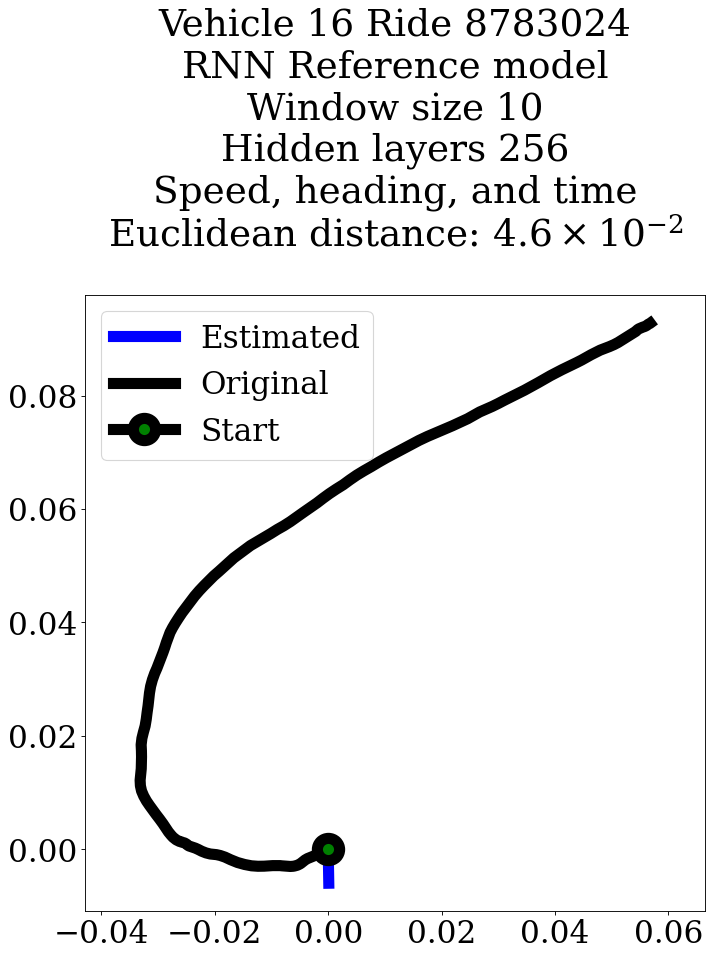 Vehicle 16 Ride 8783024
RNN Reference model
Window size 10
Hidden layers 256
Speed, heading, and time
Euclidean distance: 4.6 × 10⁻²
Estimated
Original
Start
0.08
0.06
0.04
0.02
0.00
−0.04 −0.02 0.00 0.02 0.04 0.06